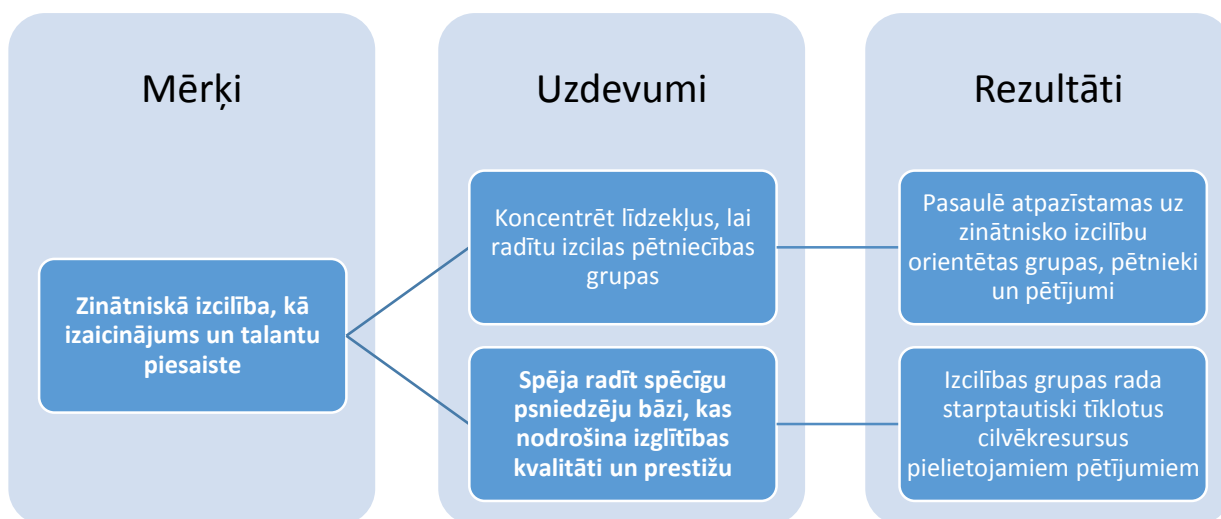 Mērķi
Zinātniskā izcilība, kā
izaicinājums un talantu
piesaiste
Uzdevumi
Koncentrēt līdzekļus, lai
radītu izcilas pētniecības
grupas
Spēja radīt spēcīgu
psniedzēju bāzi, kas
nodrošina izglītības
kvalitāti un prestižu
Rezultāti
Pasaulē atpazīstamas uz
zinātnisko izcilību
orientētas grupas, pētnieki
un pētījumi
Izcilības grupas rada
starptautiski tīklotus
cilvēkresursus
pielietojamiem pētījumiem